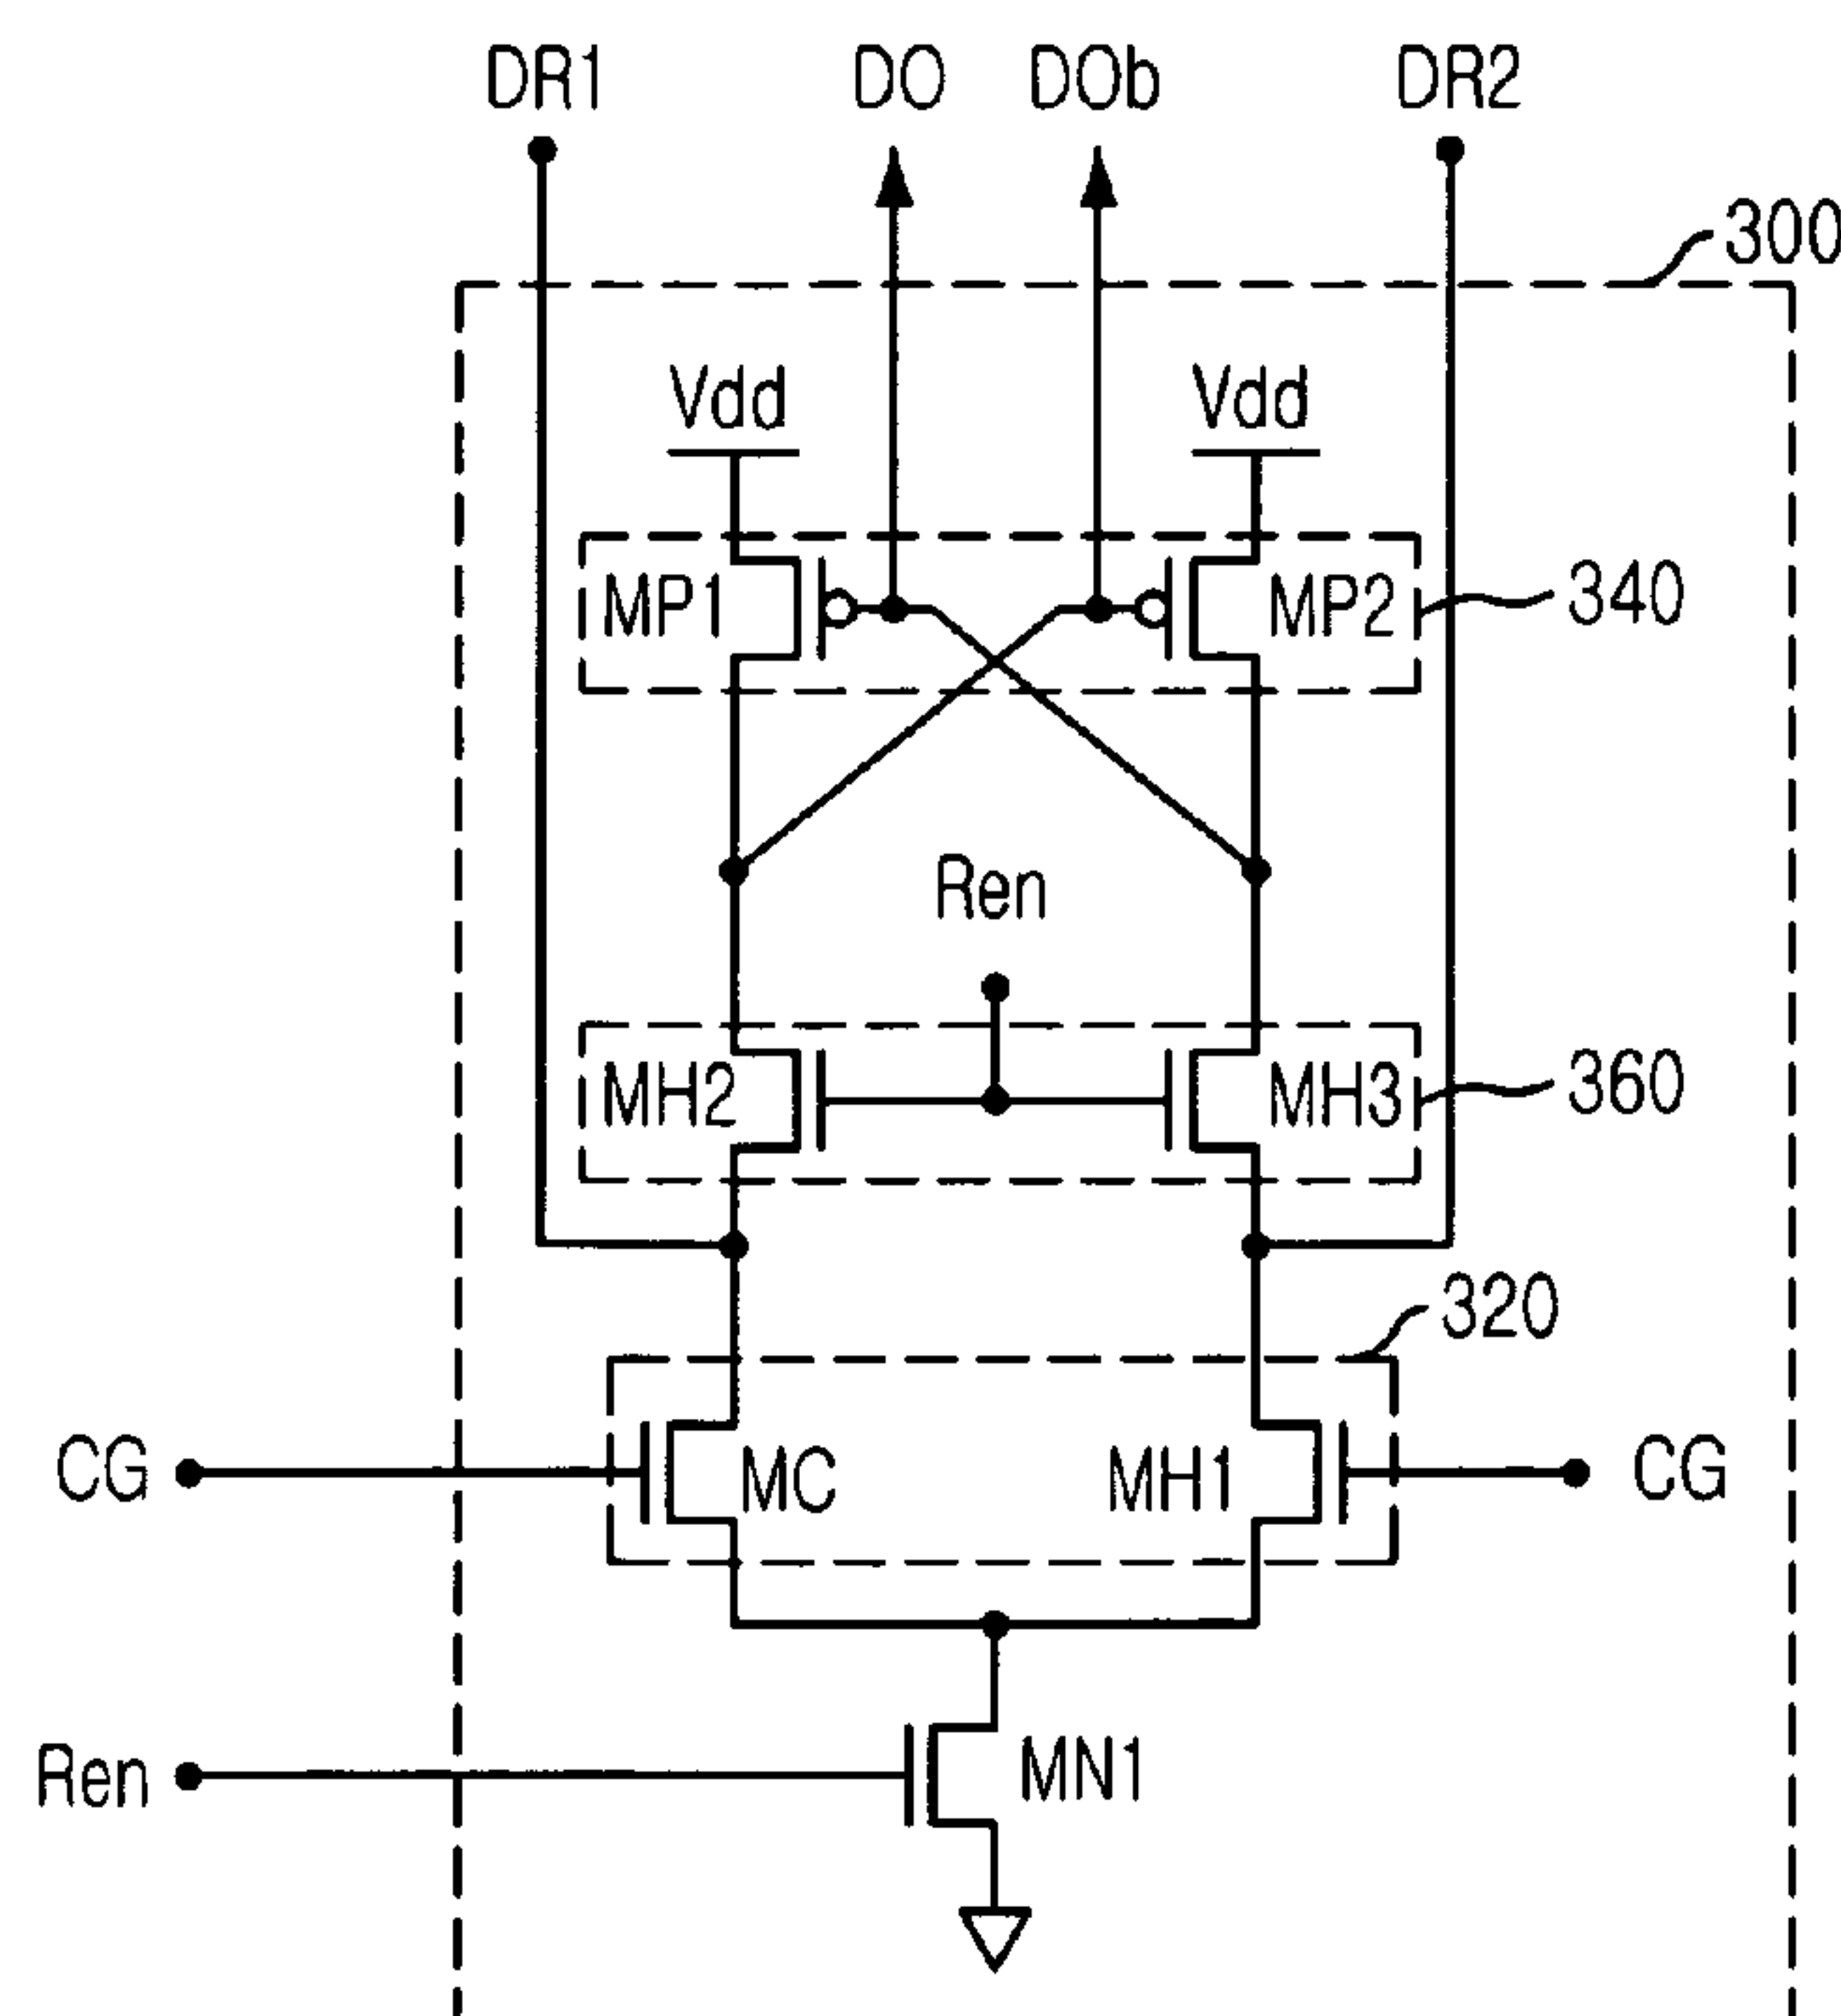 DR1 DO DOb DR2
300
Vdd Vdd
MP1 MP2 340
Ren
MH2 MH3 360
320
CG MC MH1 CG
Ren MN1